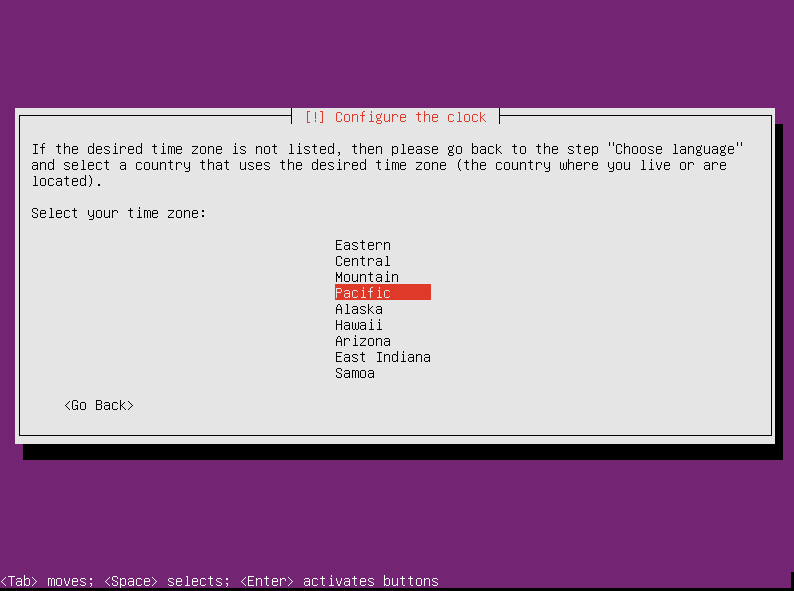 [!] Configure the clock
If the desired time zone is not listed, then please go back to the step "Choose language"
and select a country that uses the desired time zone (the country where you live or are
located).
Select your time zone:
Eastern
Central
Mountain
Pacific
Alaska
Hawaii
Arizona
East Indiana
Samoa
<Go Back>
<Tab> moves; <Space> selects; <Enter> activates buttons